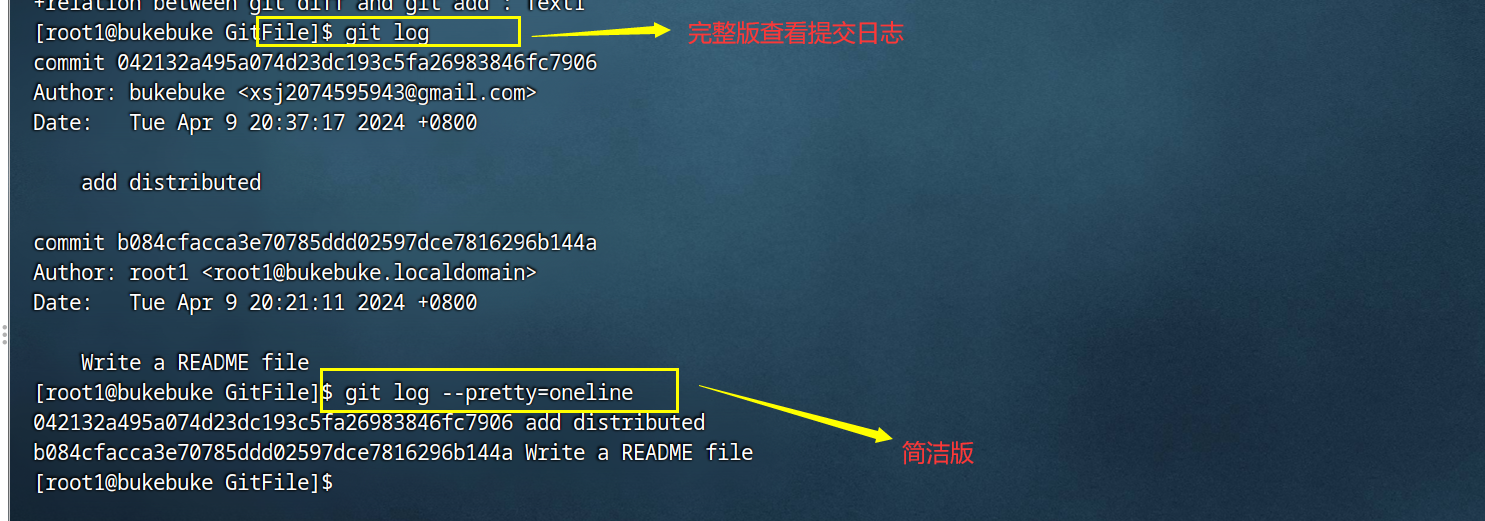 +relation between git diff and git add : Text1
[root1@bukebuke GitFile]$ git log
完整版查看提交日志
commit 042132a495a074d23dc193c5fa26983846fc7906
Author: bukebuke <xsj2074595943@gmail.com>
Date:   Tue Apr 9 20:37:17 2024 +0800
    add distributed
commit b084cfacca3e70785ddd02597dce7816296b144a
Author: root1 <root1@bukebuke.localdomain>
Date:   Tue Apr 9 20:21:11 2024 +0800
    Write a README file
[root1@bukebuke GitFile]$ git log --pretty=oneline
042132a495a074d23dc193c5fa26983846fc7906 add distributed
b084cfacca3e70785ddd02597dce7816296b144a Write a README file
简洁版
[root1@bukebuke GitFile]$